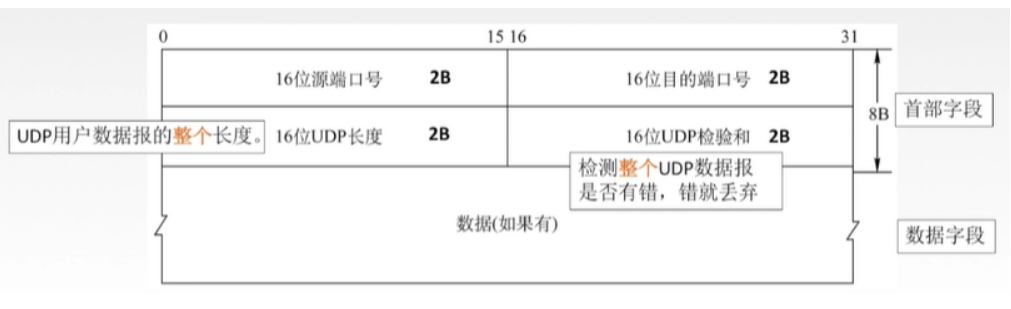 0 15 16 31
16位源端口号 2B 16位目的端口号 2B
8B 首部字段
UDP用户数据报的整个长度。 16位UDP长度 2B 16位UDP检验和 2B
检测整个UDP数据报
是否有错，错就丢弃
数据(如果有) 数据字段